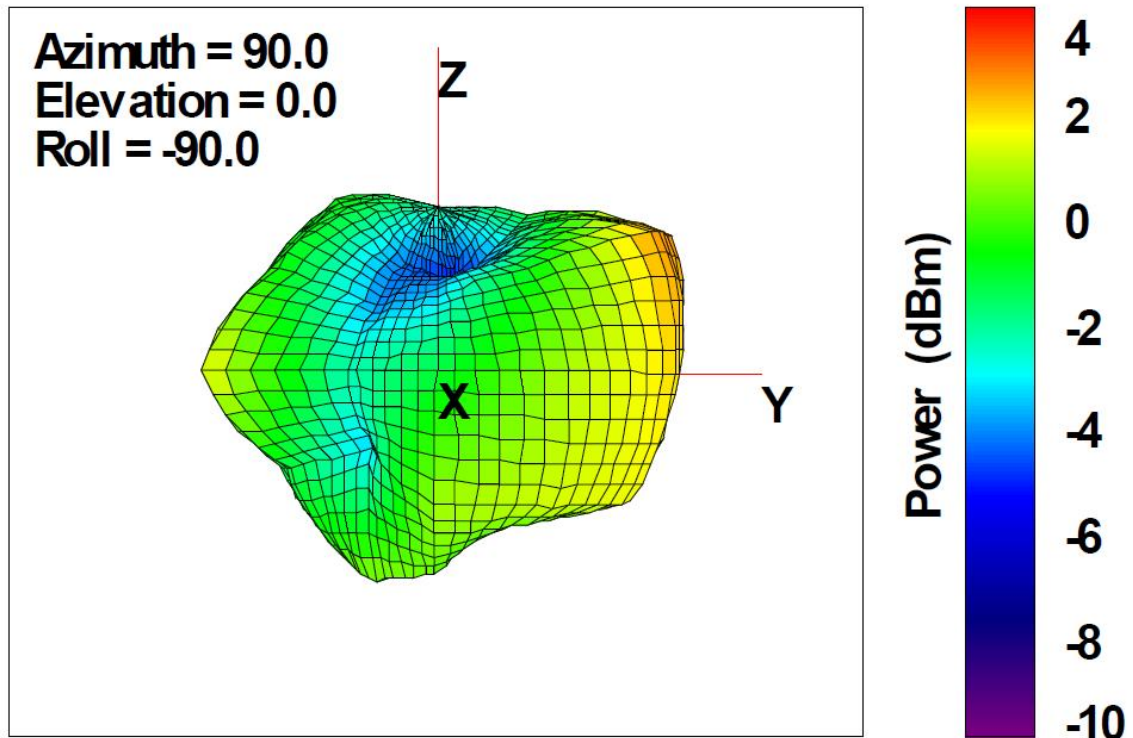 Azimuth = 90.0
Elevation = 0.0
Roll = -90.0
Z
X
Y
Power (dBm)
4
2
0
-2
-4
-6
-8
-10